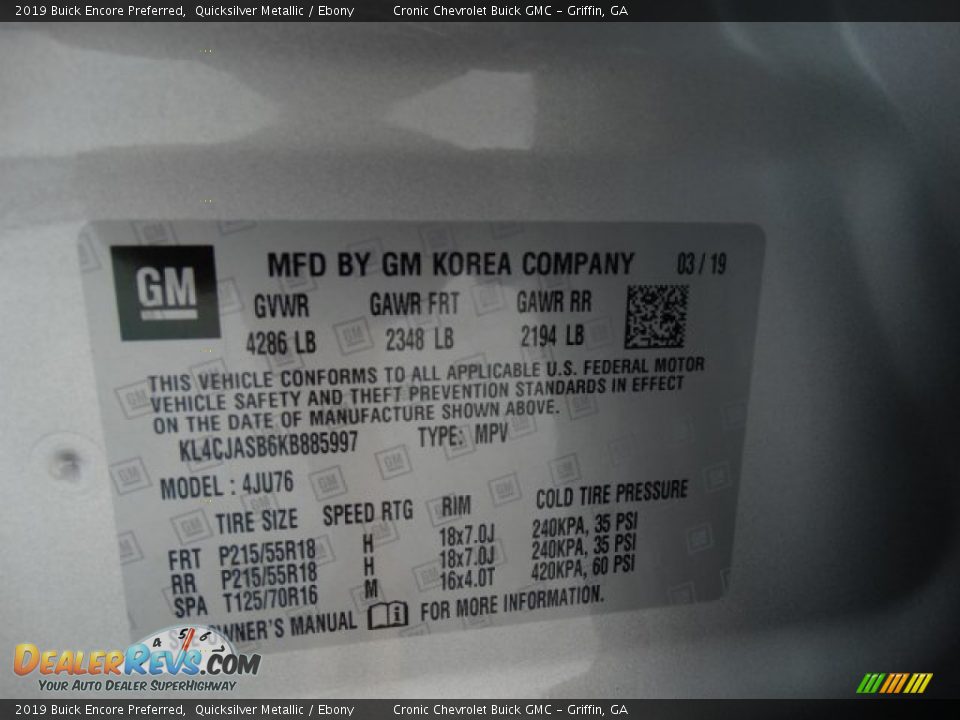 2019 Buick Encore Preferred, Quicksilver Metallic / Ebony Cronic Chevrolet Buick GMC – Griffin, GA
GM
MFD BY GM KOREA COMPANY 03 / 19
GVWR GAWR FRT GAWR RR
4286 LB 2348 LB 2194 LB
THIS VEHICLE CONFORMS TO ALL APPLICABLE U.S. FEDERAL MOTOR
VEHICLE SAFETY AND THEFT PREVENTION STANDARDS IN EFFECT
ON THE DATE OF MANUFACTURE SHOWN ABOVE.
KL4CJASB6KB885997 TYPE: MPV
MODEL : 4JU76
TIRE SIZE SPEED RTG RIM COLD TIRE PRESSURE
FRT P215/55R18 H 18x7.0J 240KPA, 35 PSI
RR P215/55R18 H 18x7.0J 240KPA, 35 PSI
SPA T125/70R16 M 16x4.0T 420KPA, 60 PSI
OWNER'S MANUAL i FOR MORE INFORMATION.
4 5 6 7
DealerRevs.com
Your Auto Dealer SuperHighway
2019 Buick Encore Preferred, Quicksilver Metallic / Ebony Cronic Chevrolet Buick GMC – Griffin, GA